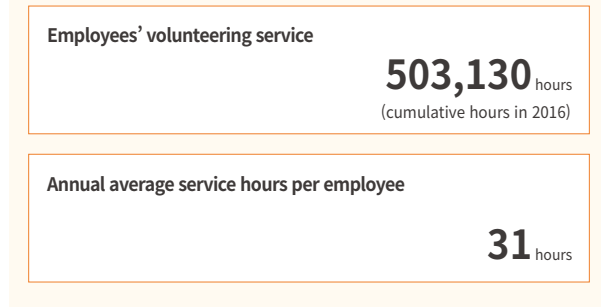 Employees’ volunteering service
503,130 hours
(cumulative hours in 2016)
Annual average service hours per employee
31 hours